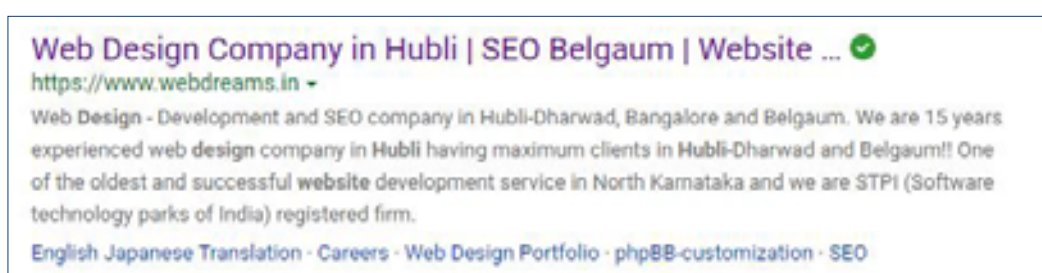 Web Design Company in Hubli | SEO Belgaum | Website ...
https://www.webdreams.in
Web Design - Development and SEO company in Hubli-Dharwad, Bangalore and Belgaum. We are 15 years
experienced web design company in Hubli having maximum clients in Hubli-Dharwad and Belgaum!! One
of the oldest and successful website development service in North Karnataka and we are STPI (Software
technology parks of India) registered firm.
English Japanese Translation · Careers · Web Design Portfolio · phpBB-customization · SEO